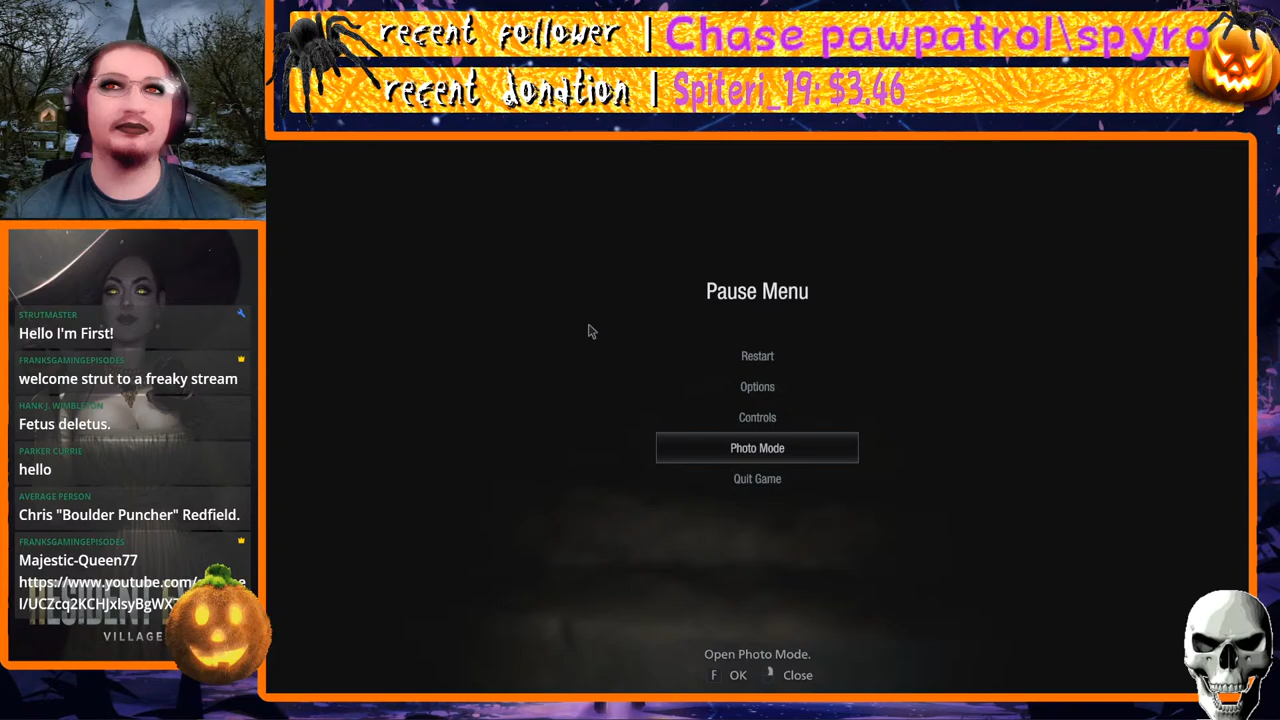 recent follower | Chase pawpatrol\spyro
recent donation | Spiteri_19: $3.46
STRUTMASTER
Hello I'm First!
FRANKSGAMINGEPISODES
welcome strut to a freaky stream
HANK J. WIMBLETON
Fetus deletus.
PARKER CURRIE
hello
AVERAGE PERSON
Chris "Boulder Puncher" Redfield.
FRANKSGAMINGEPISODES
Majestic-Queen77
https://www.youtube.com/
l/UCZcq2KCHJxlsyBgWX
VILLAGE
Pause Menu
Restart
Options
Controls
Photo Mode
Quit Game
Open Photo Mode.
F OK Close